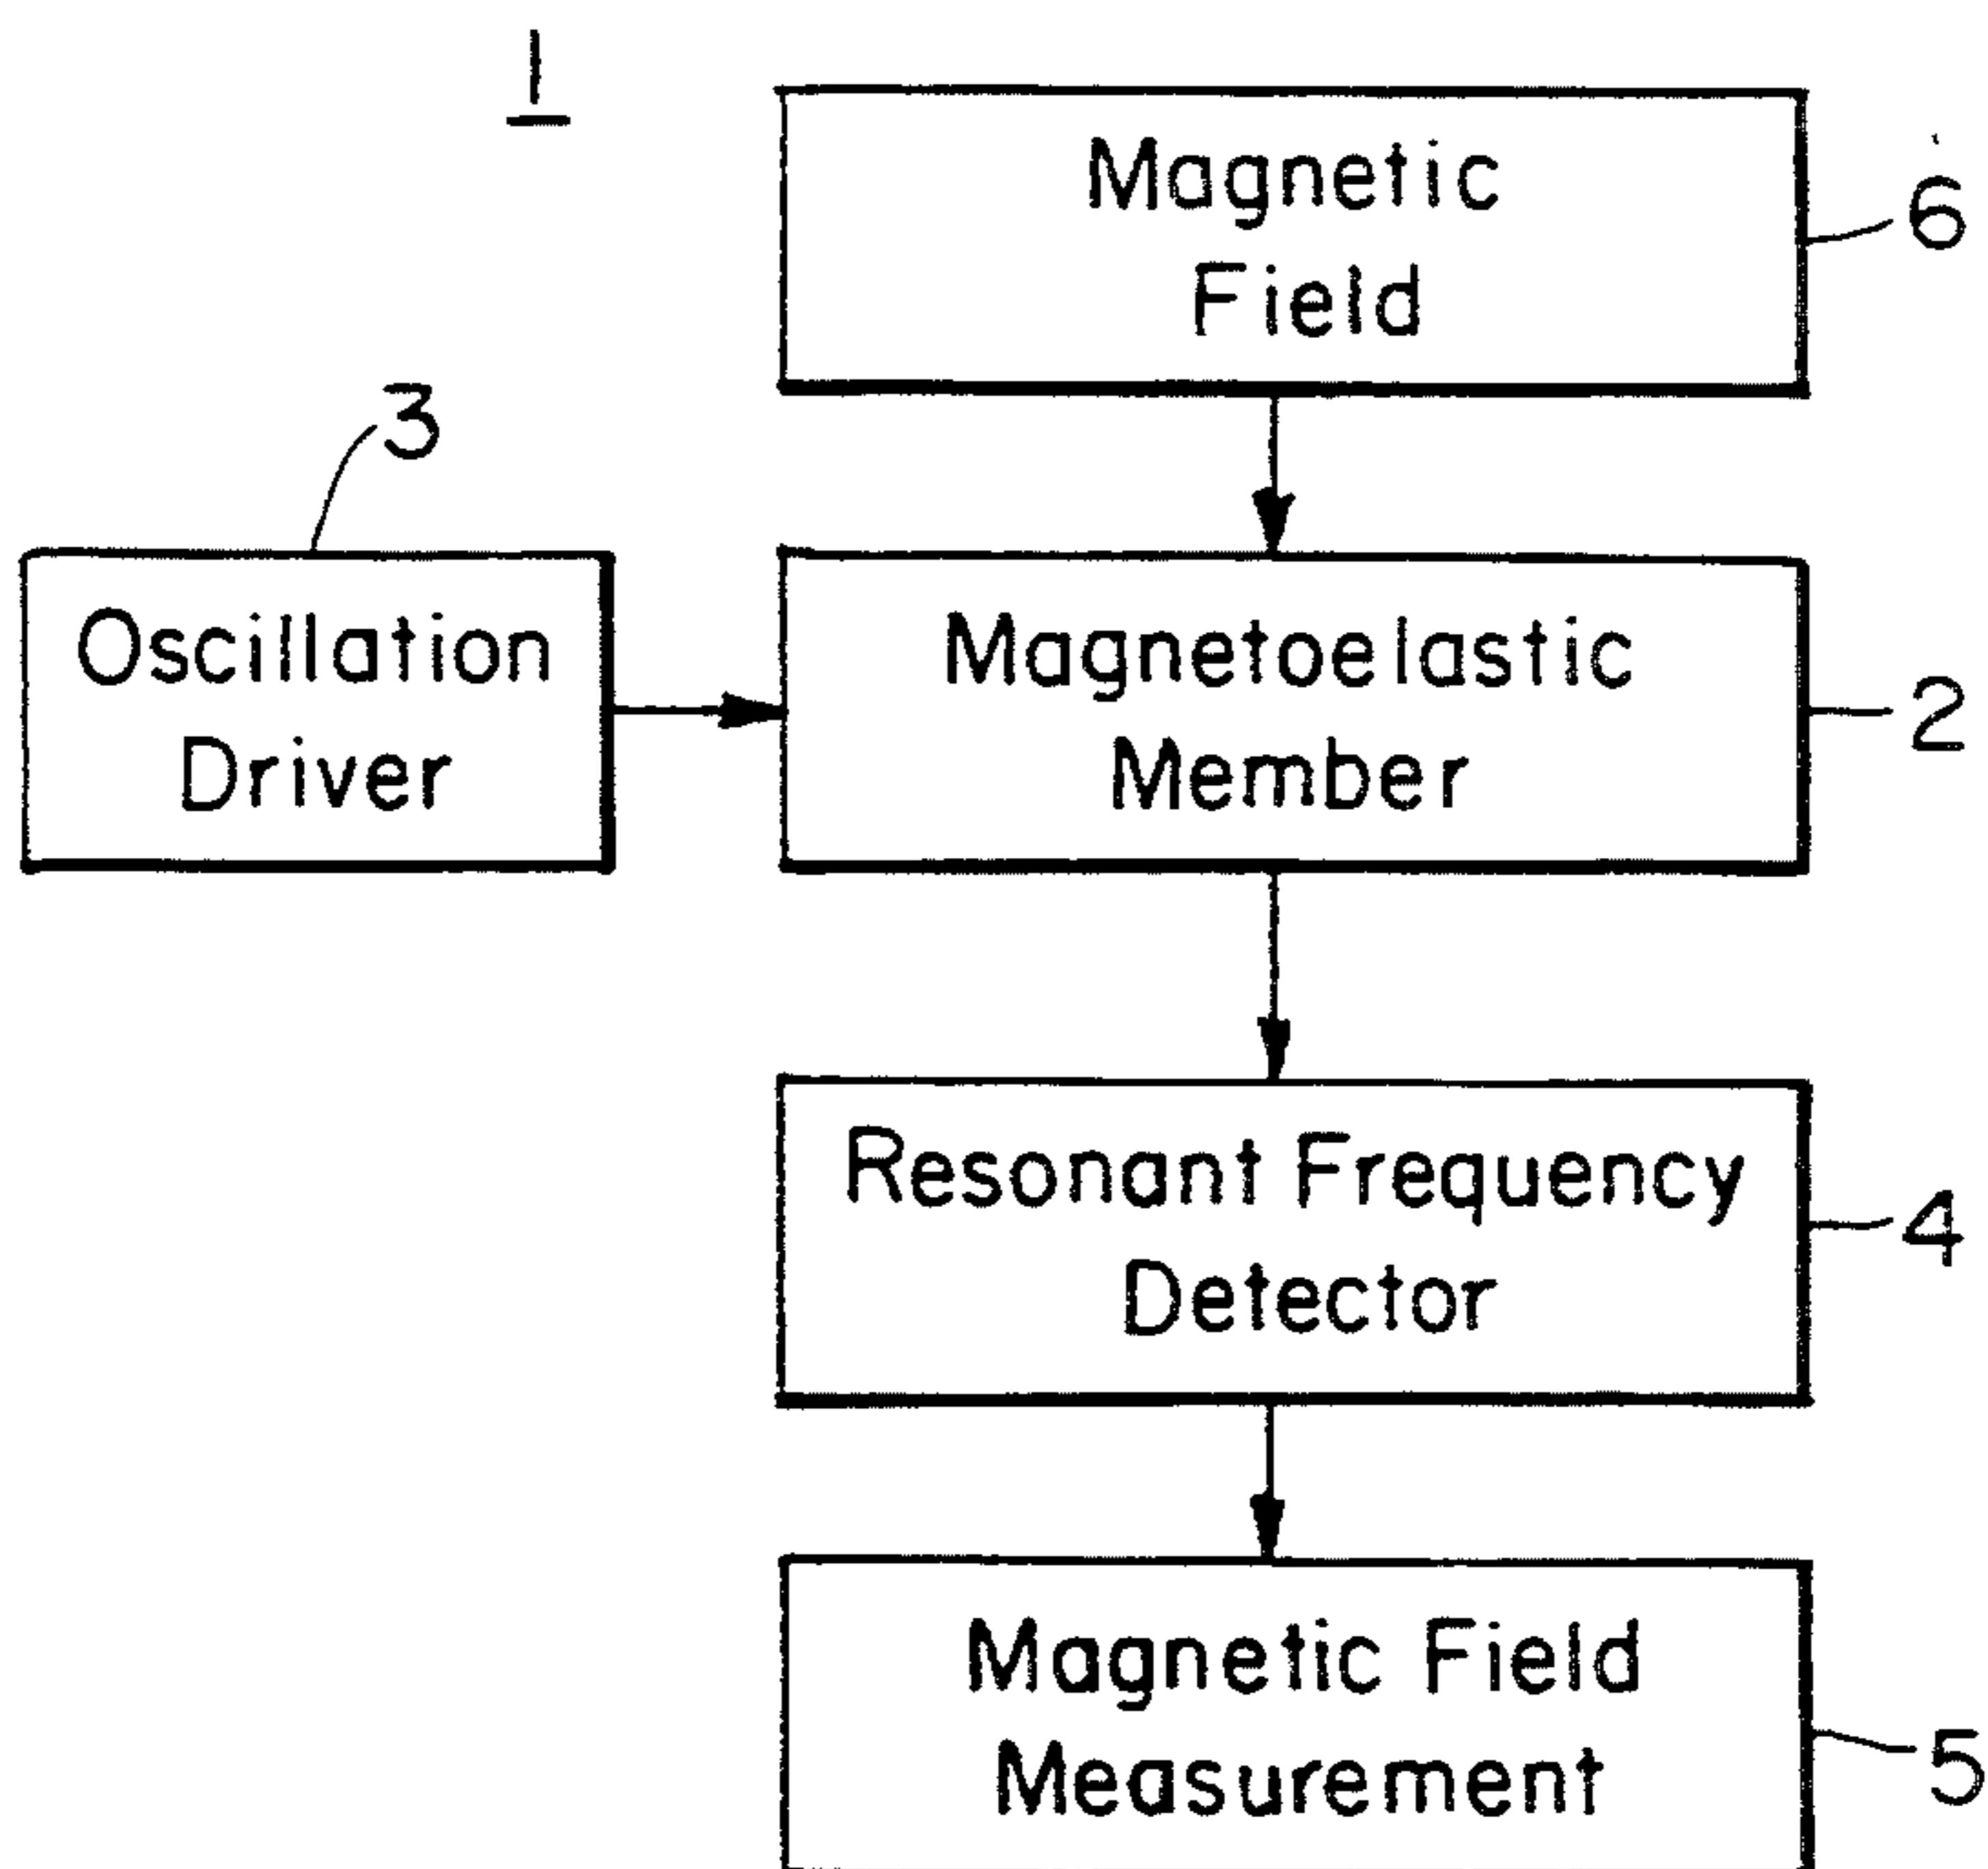 1
Magnetic
Field
6
3
Oscillation
Driver
Magnetoelastic
Member
2
Resonant Frequency
Detector
4
Magnetic Field
Measurement
5